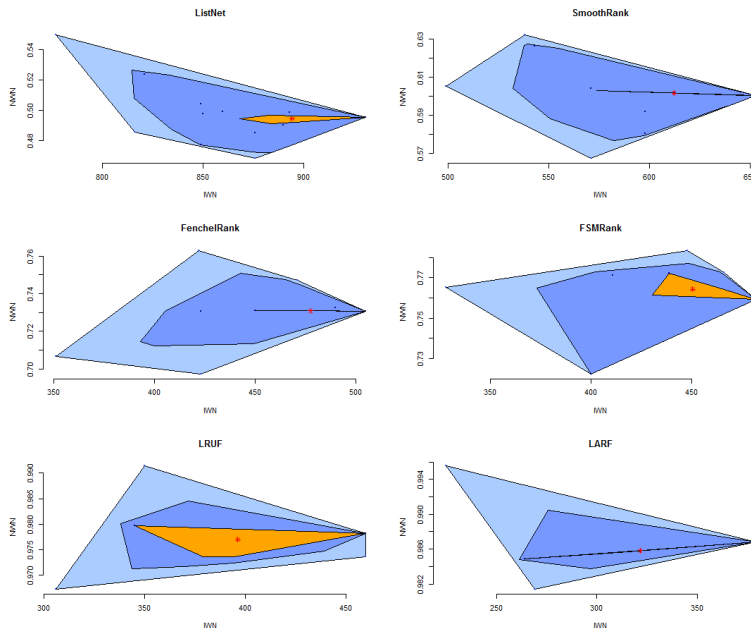 ListNet
NWN
0.54
0.52
0.50
0.48
800
850
900
IWN
SmoothRank
NWN
0.63
0.61
0.59
0.57
500
550
600
650
IWN
FenchelRank
NWN
0.76
0.74
0.72
0.70
350
400
450
500
IWN
FSMRank
NWN
0.77
0.75
0.73
350
400
450
IWN
LRUF
NWN
0.990
0.985
0.980
0.975
0.970
300
350
400
450
IWN
LARF
NWN
0.994
0.990
0.986
0.982
250
300
350
IWN